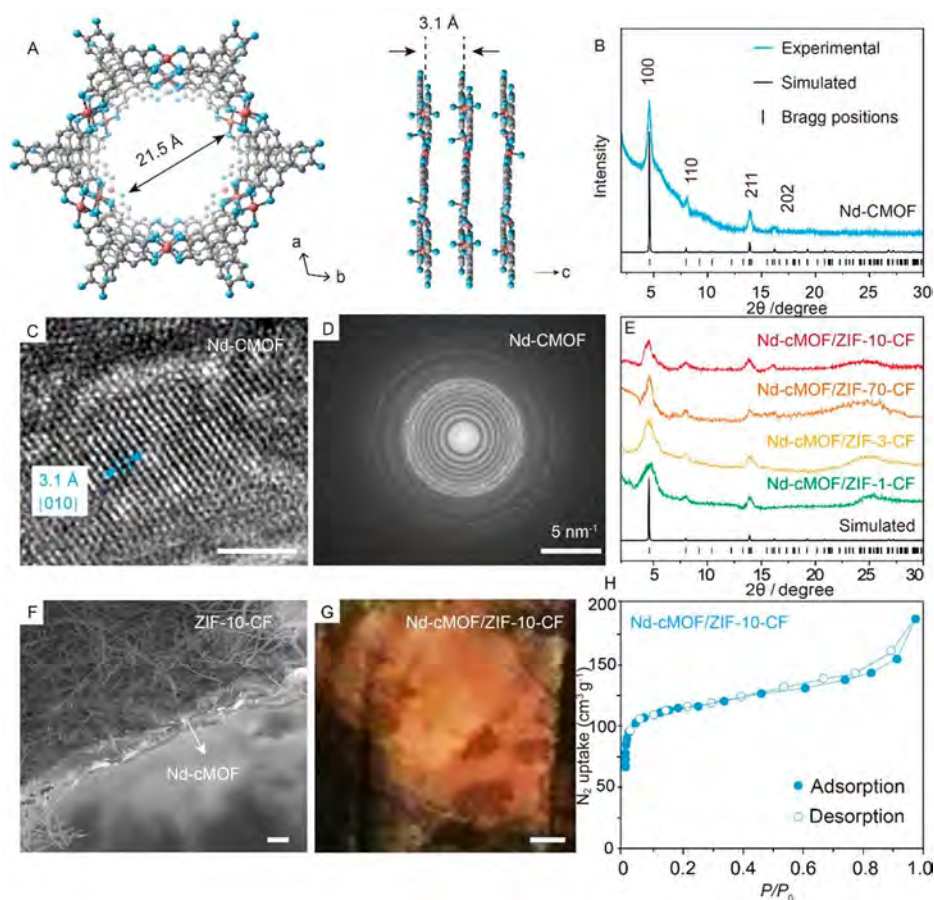 A
21.5 Å
a
b
3.1 Å
c
B
Experimental
Simulated
Bragg positions
100
110
211
202
Nd-CMOF
Intensity
5
10
15
20
25
30
2θ /degree
C
Nd-CMOF
3.1 Å
[010]
D
Nd-CMOF
5 nm⁻¹
E
Nd-cMOF/ZIF-10-CF
Nd-cMOF/ZIF-70-CF
Nd-cMOF/ZIF-3-CF
Nd-cMOF/ZIF-1-CF
Simulated
5
10
15
20
25
30
2θ /degree
F
ZIF-10-CF
Nd-cMOF
G
Nd-cMOF/ZIF-10-CF
H
200
150
100
50
0
N₂ uptake (cm³ g⁻¹)
Nd-cMOF/ZIF-10-CF
Adsorption
Desorption
0
0.2
0.4
0.6
0.8
1.0
P/P₀